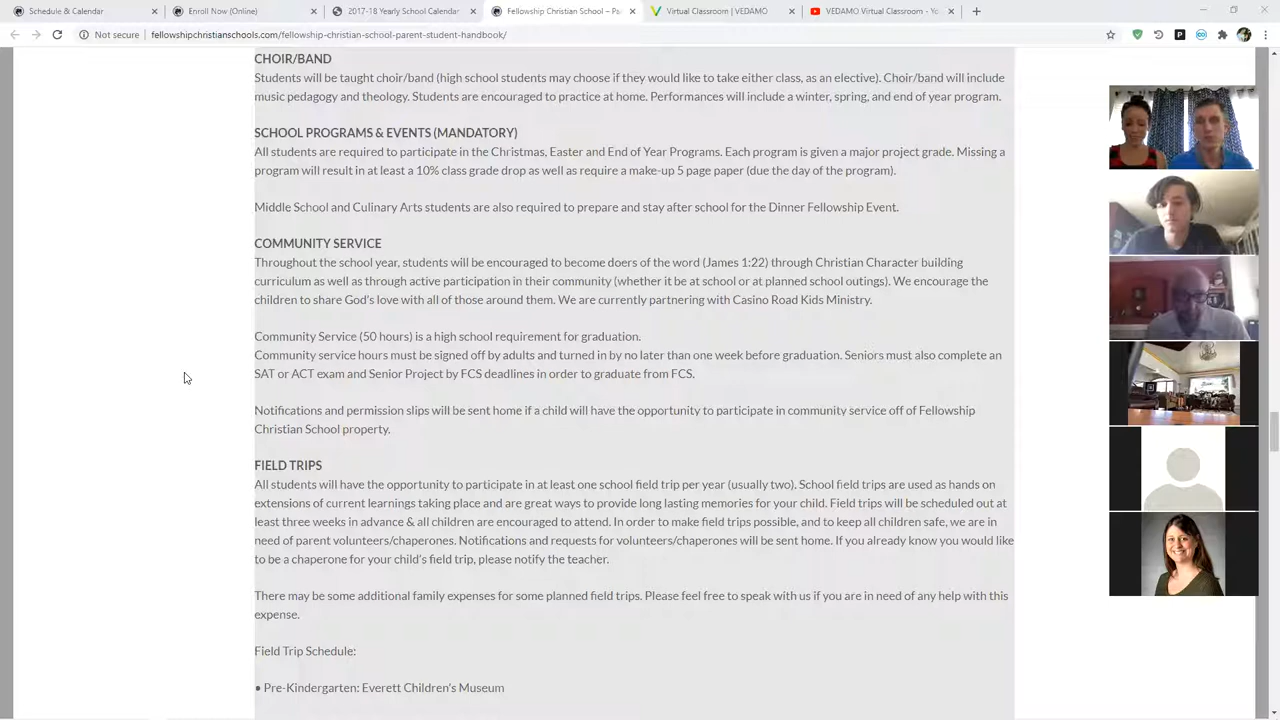 Schedule & Calendar
Enroll Now (Online)
2017-18 Yearly School Calendar
Fellowship Christian School – Pa
Virtual Classroom | VEDAMO
VEDAMO Virtual Classroom - Yo
Not secure
fellowshipchristianschools.com/fellowship-christian-school-parent-student-handbook/
CHOIR/BAND
Students will be taught choir/band (high school students may choose if they would like to take either class, as an elective). Choir/band will include
music pedagogy and theology. Students are encouraged to practice at home. Performances will include a winter, spring, and end of year program.
SCHOOL PROGRAMS & EVENTS (MANDATORY)
All students are required to participate in the Christmas, Easter and End of Year Programs. Each program is given a major project grade. Missing a
program will result in at least a 10% class grade drop as well as require a make-up 5 page paper (due the day of the program).
Middle School and Culinary Arts students are also required to prepare and stay after school for the Dinner Fellowship Event.
COMMUNITY SERVICE
Throughout the school year, students will be encouraged to become doers of the word (James 1:22) through Christian Character building
curriculum as well as through active participation in their community (whether it be at school or at planned school outings). We encourage the
children to share God's love with all of those around them. We are currently partnering with Casino Road Kids Ministry.
Community Service (50 hours) is a high school requirement for graduation.
Community service hours must be signed off by adults and turned in by no later than one week before graduation. Seniors must also complete an
SAT or ACT exam and Senior Project by FCS deadlines in order to graduate from FCS.
Notifications and permission slips will be sent home if a child will have the opportunity to participate in community service off of Fellowship
Christian School property.
FIELD TRIPS
All students will have the opportunity to participate in at least one school field trip per year (usually two). School field trips are used as hands on
extensions of current learnings taking place and are great ways to provide long lasting memories for your child. Field trips will be scheduled out at
least three weeks in advance & all children are encouraged to attend. In order to make field trips possible, and to keep all children safe, we are in
need of parent volunteers/chaperones. Notifications and requests for volunteers/chaperones will be sent home. If you already know you would like
to be a chaperone for your child's field trip, please notify the teacher.
There may be some additional family expenses for some planned field trips. Please feel free to speak with us if you are in need of any help with this
expense.
Field Trip Schedule:
• Pre-Kindergarten: Everett Children's Museum